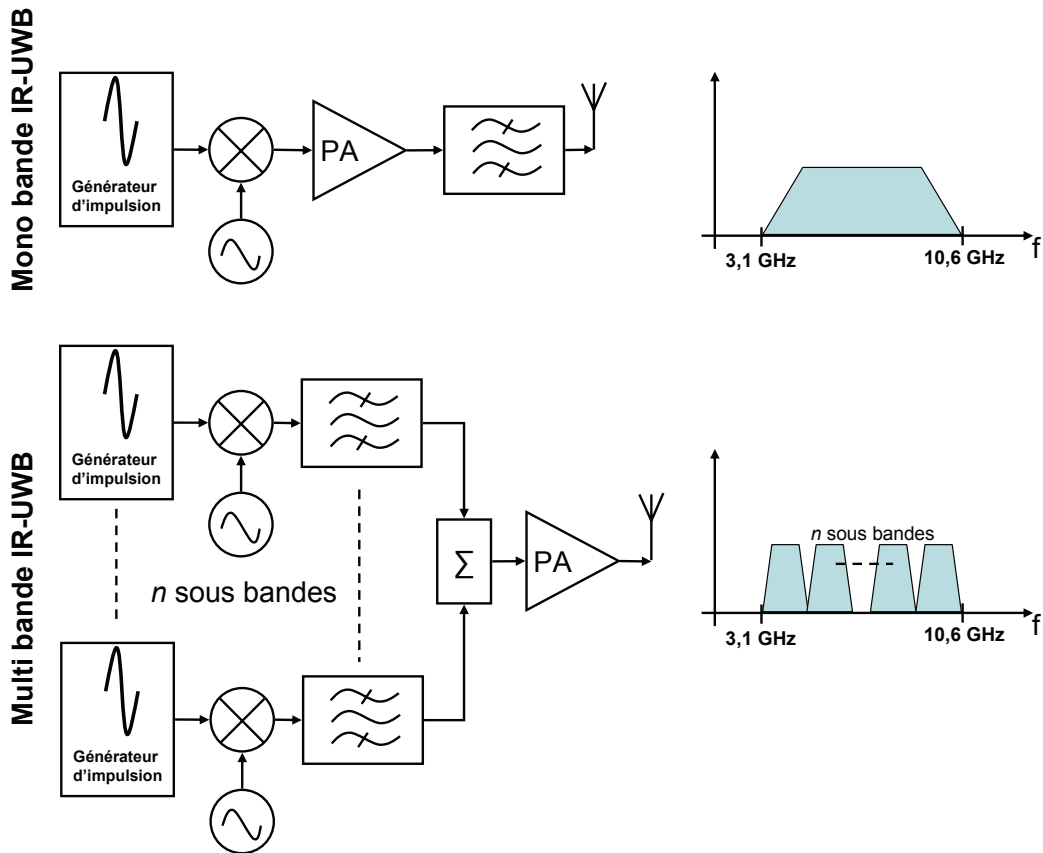 Mono bande IR-UWB
Générateur
d'impulsion
PA
3,1 GHz
10,6 GHz
f
Multi bande IR-UWB
Générateur
d'impulsion
n sous bandes
Générateur
d'impulsion
Σ
PA
n sous bandes
3,1 GHz
10,6 GHz
f